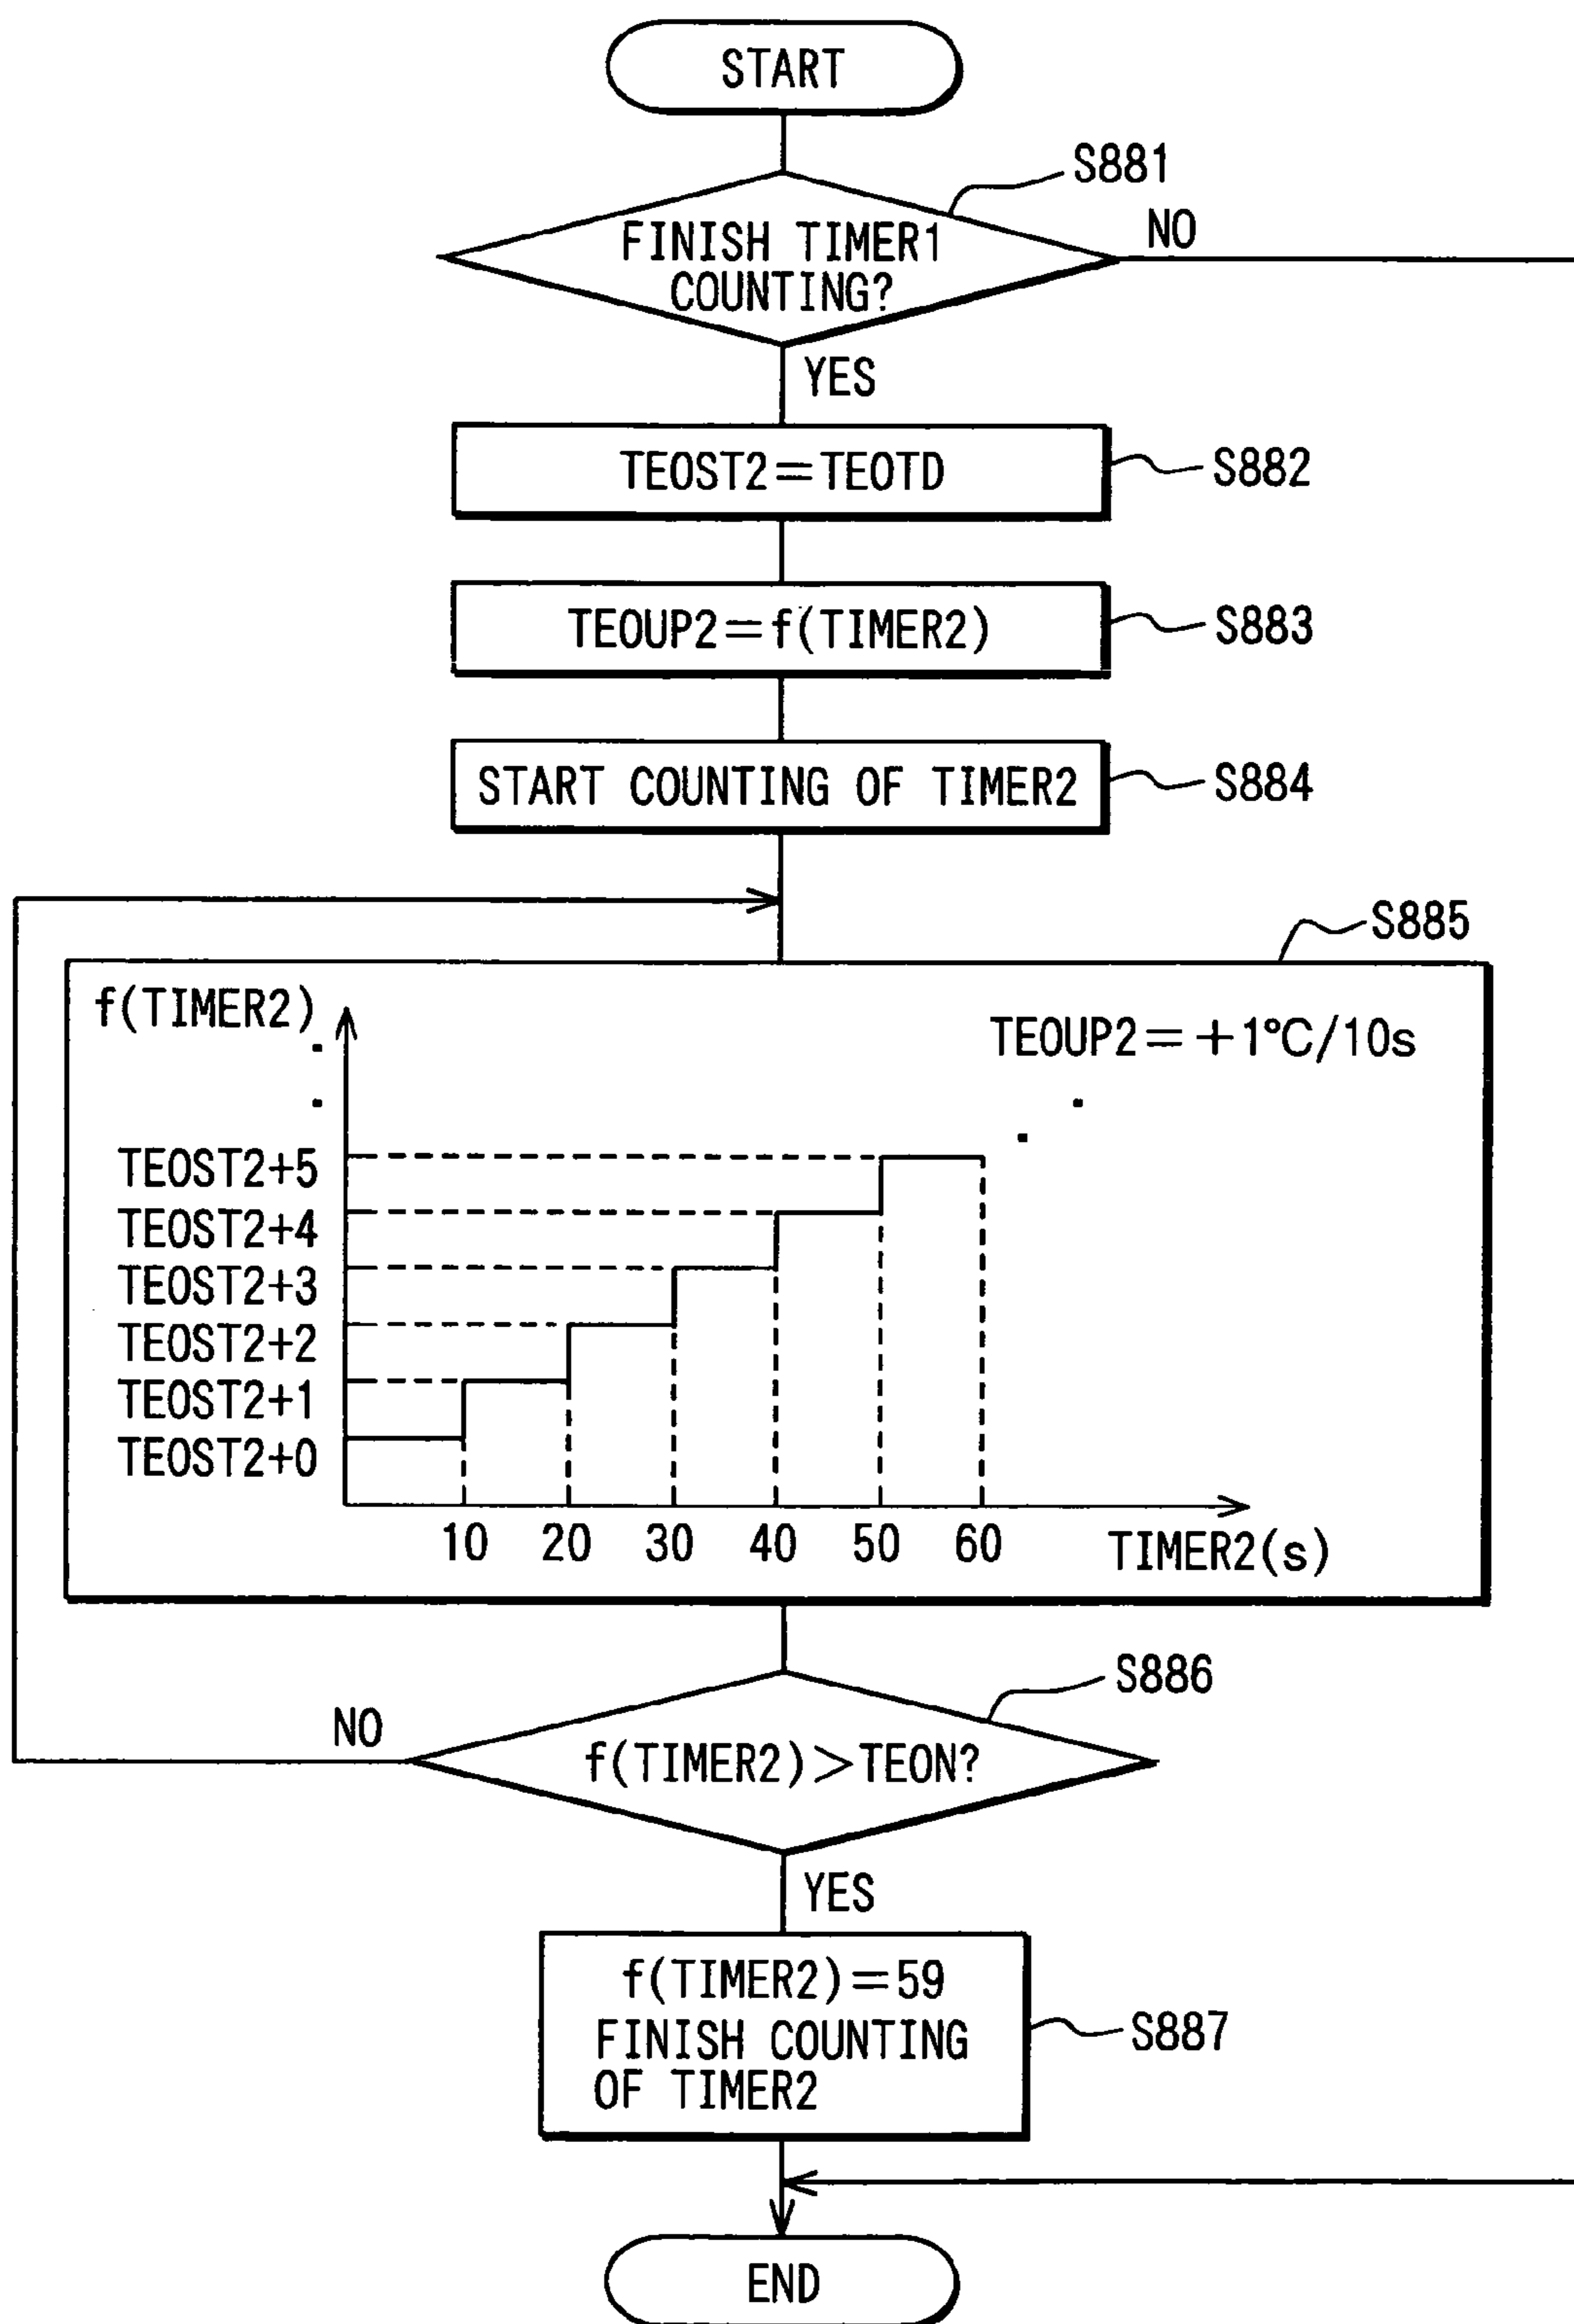 START
S881
FINISH TIMER1
COUNTING?
NO
YES
TEOST2=TEOTD
S882
TEOUP2=f(TIMER2)
S883
START COUNTING OF TIMER2
S884
S885
f(TIMER2)
TEOUP2=+1°C/10s
TEOST2+5
TEOST2+4
TEOST2+3
TEOST2+2
TEOST2+1
TEOST2+0
10 20 30 40 50 60 TIMER2(s)
S886
NO
f(TIMER2)>TEON?
YES
f(TIMER2)=59
FINISH COUNTING
OF TIMER2
S887
END